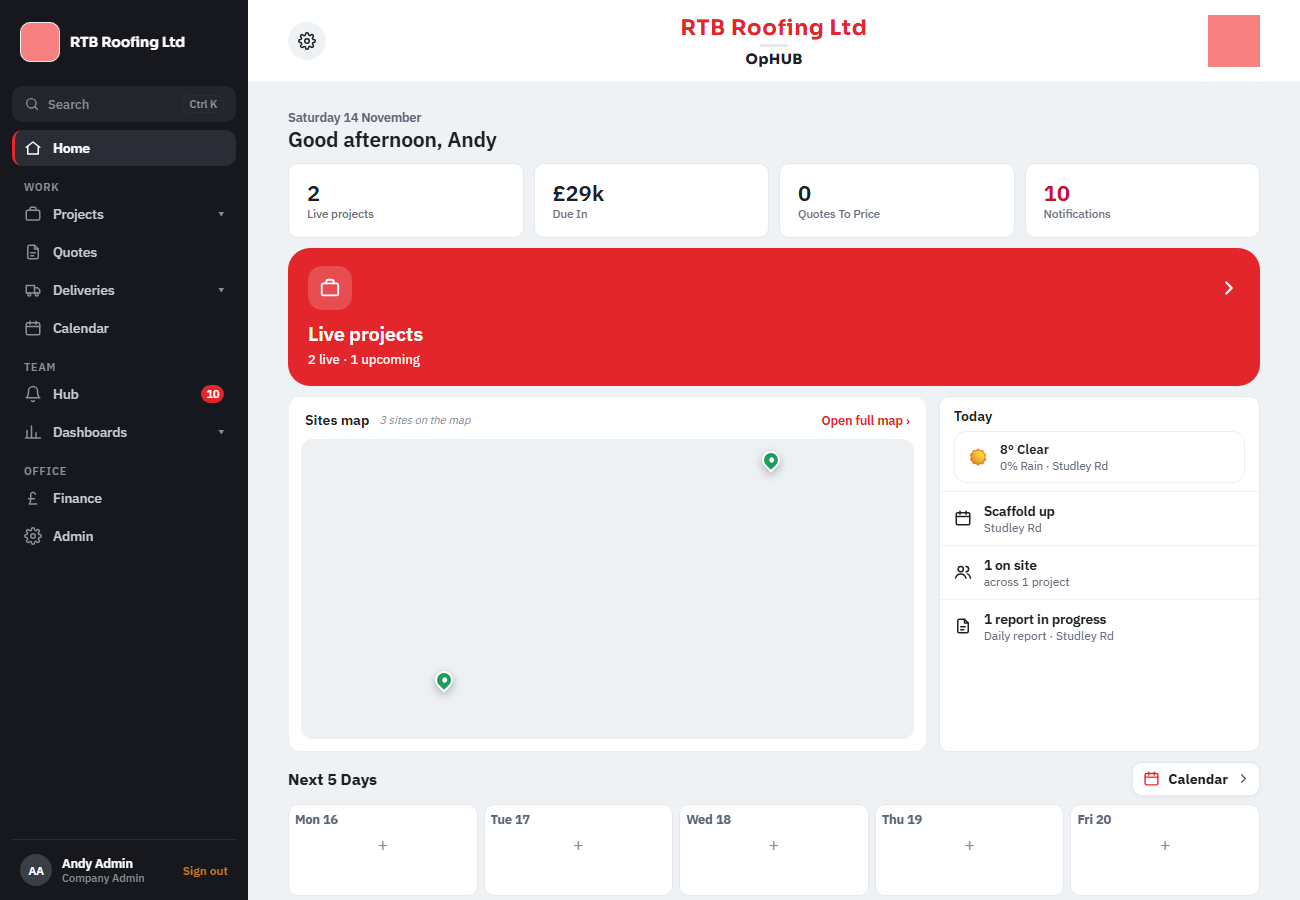 RTB Roofing Ltd
Search
Ctrl K
Home
WORK
Projects
Quotes
Deliveries
Calendar
TEAM
Hub
10
Dashboards
OFFICE
Finance
Admin
AA
Andy Admin
Company Admin
Sign out
RTB Roofing Ltd
OpHUB
Saturday 14 November
Good afternoon, Andy
2
Live projects
£29k
Due In
0
Quotes To Price
10
Notifications
Live projects
2 live · 1 upcoming
Sites map
3 sites on the map
Open full map ›
Today
8° Clear
0% Rain · Studley Rd
Scaffold up
Studley Rd
1 on site
across 1 project
1 report in progress
Daily report · Studley Rd
Next 5 Days
Calendar
Mon 16
+
Tue 17
+
Wed 18
+
Thu 19
+
Fri 20
+